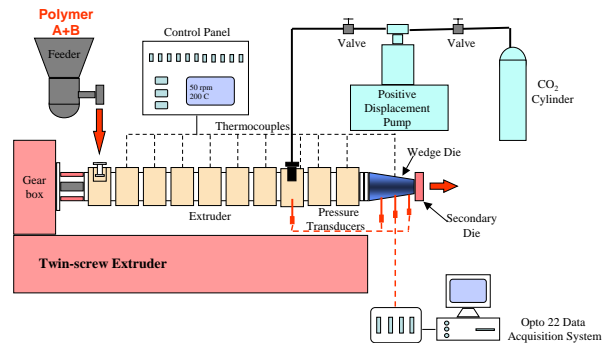 Polymer
A+B
Feeder
Control Panel
50 rpm
200 C
Valve
Valve
CO2
Cylinder
Positive
Displacement
Pump
Thermocouples
Wedge Die
Gear
box
Extruder
Pressure
Transducers
Secondary
Die
Twin-screw Extruder
Opto 22 Data
Acquisition System